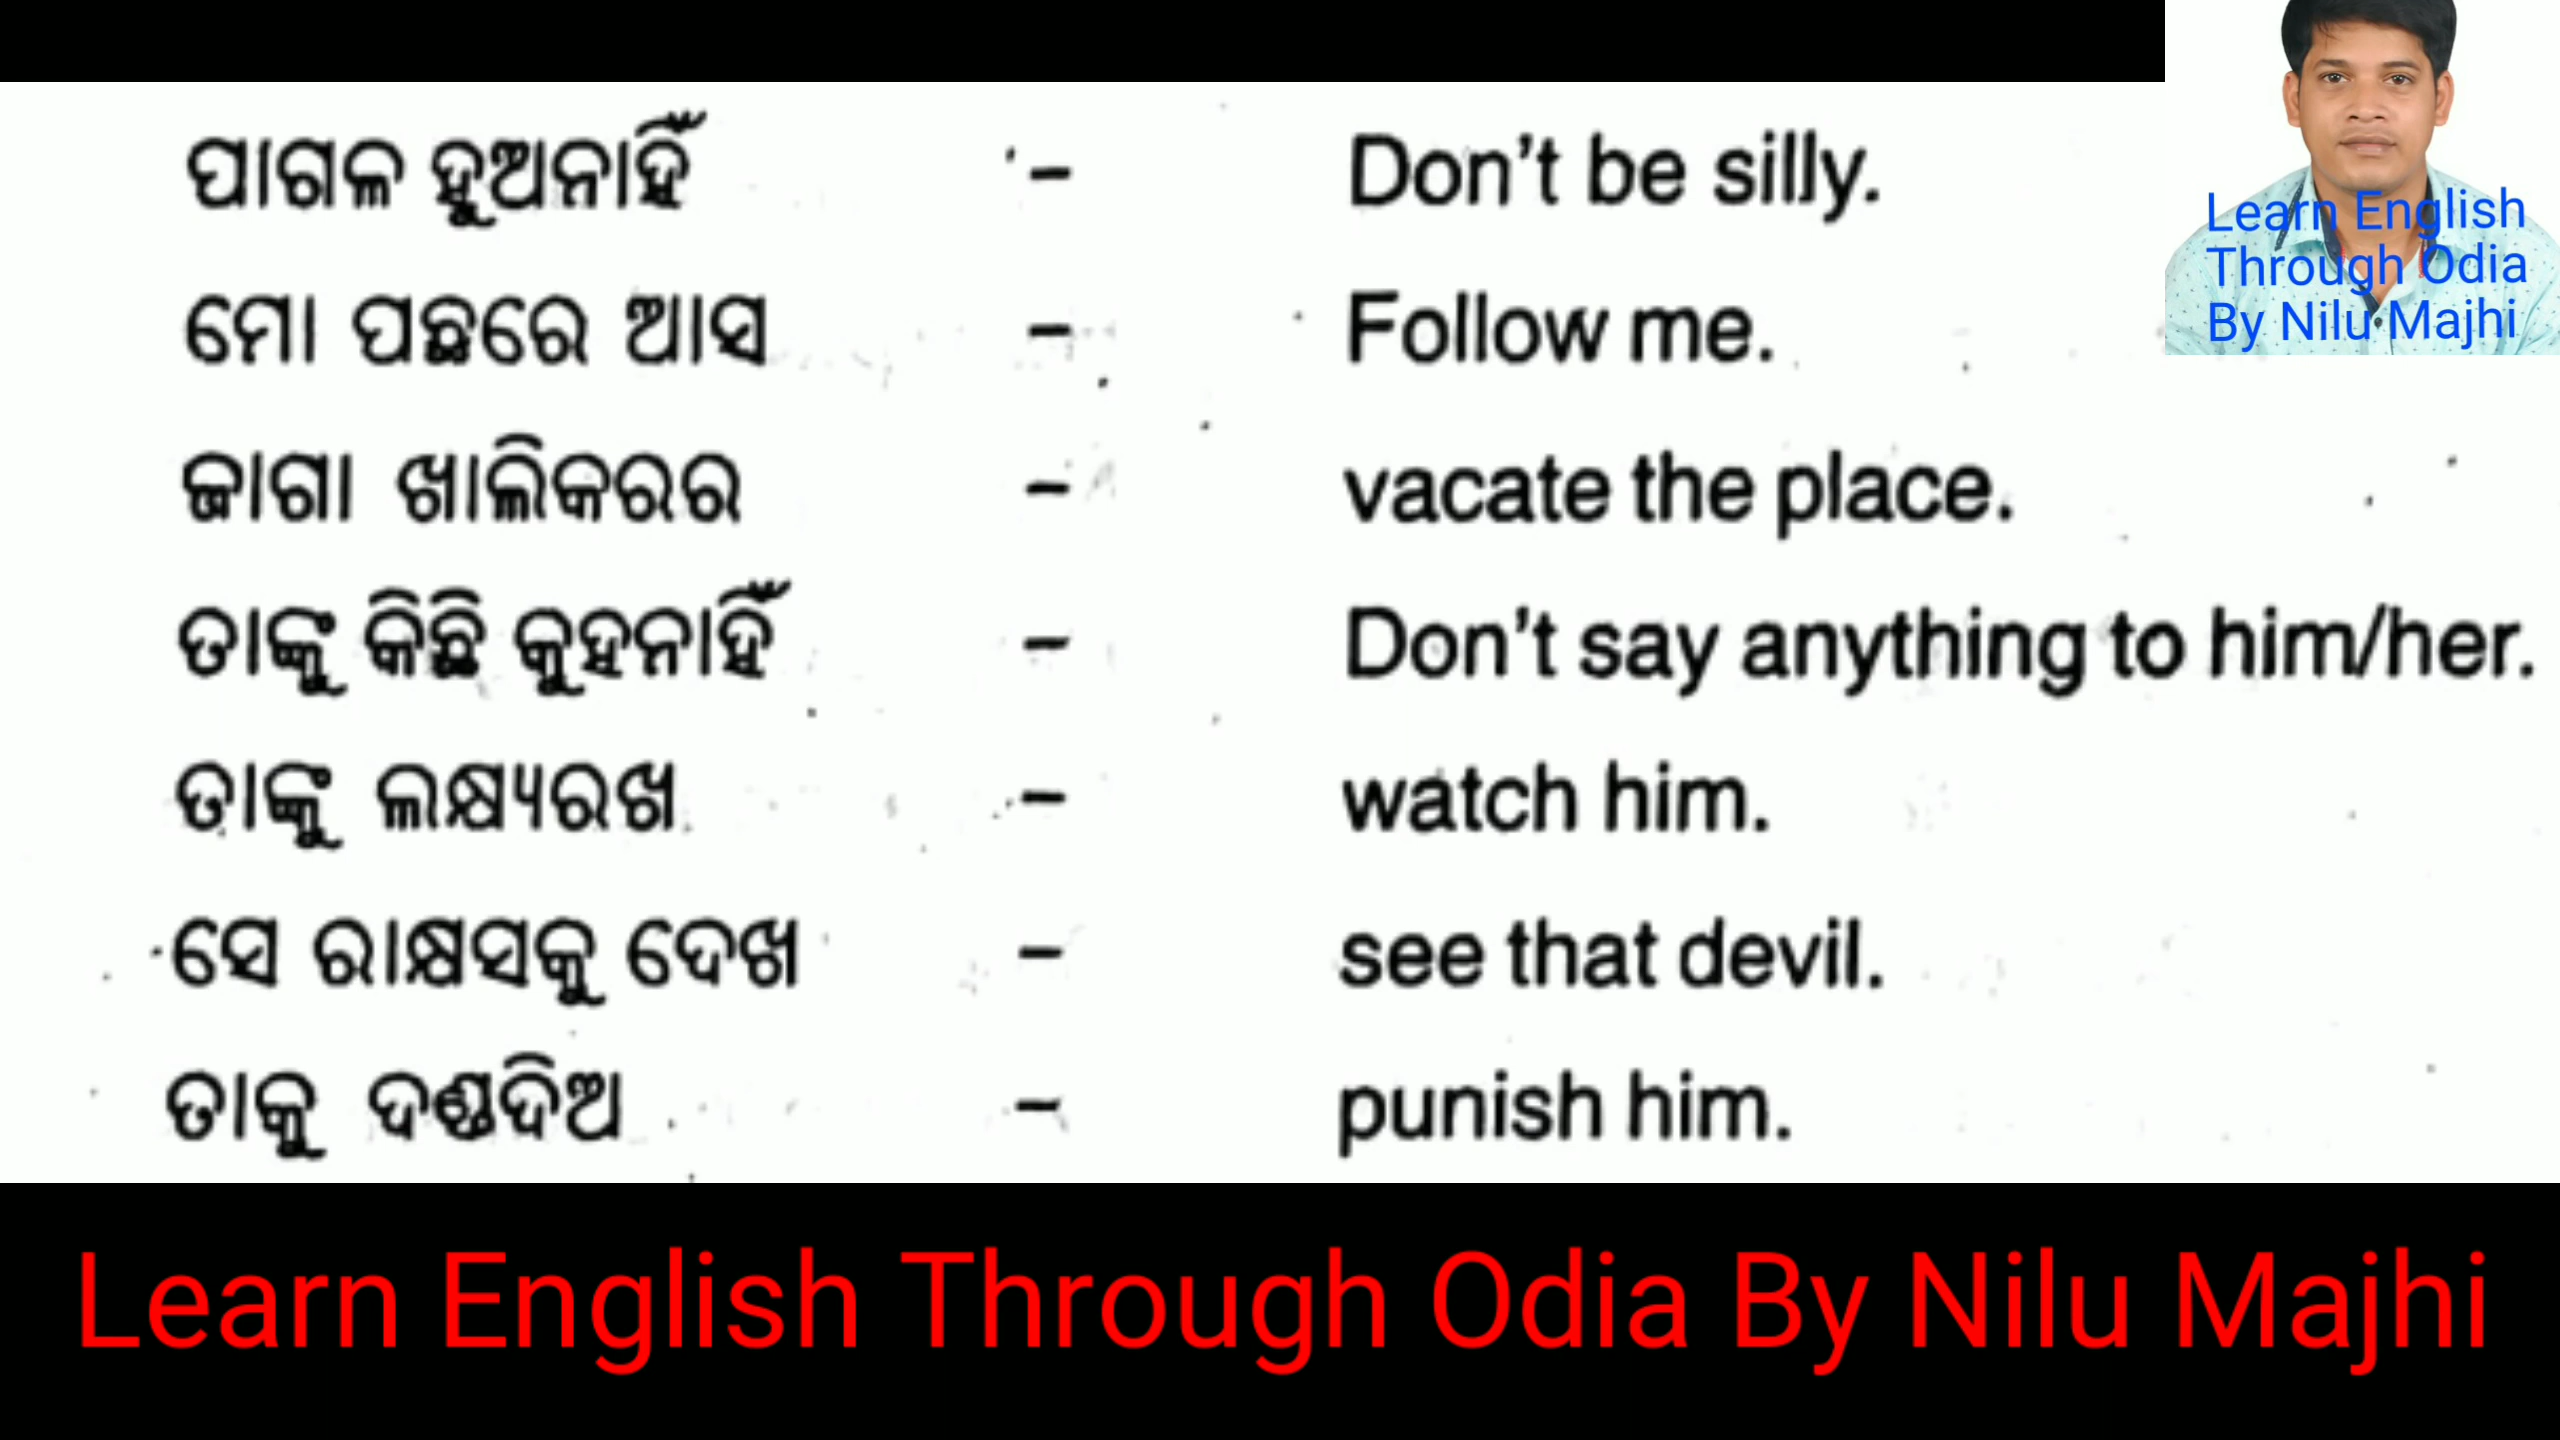 ପାଗଳ ହୁଅନାହିଁ - Don't be silly.
ମୋ ପଛରେ ଆସ - Follow me.
ଜାଗା ଖାଲିକରର - vacate the place.
ତାଙ୍କୁ କିଛି କୁହନାହିଁ - Don't say anything to him/her.
ତାଙ୍କୁ ଲକ୍ଷ୍ୟରଖ - watch him.
ସେ ରାକ୍ଷସକୁ ଦେଖ - see that devil.
ତାକୁ ଦଣ୍ଡଦିଅ - punish him.
Learn English
Through Odia
By Nilu Majhi
Learn English Through Odia By Nilu Majhi